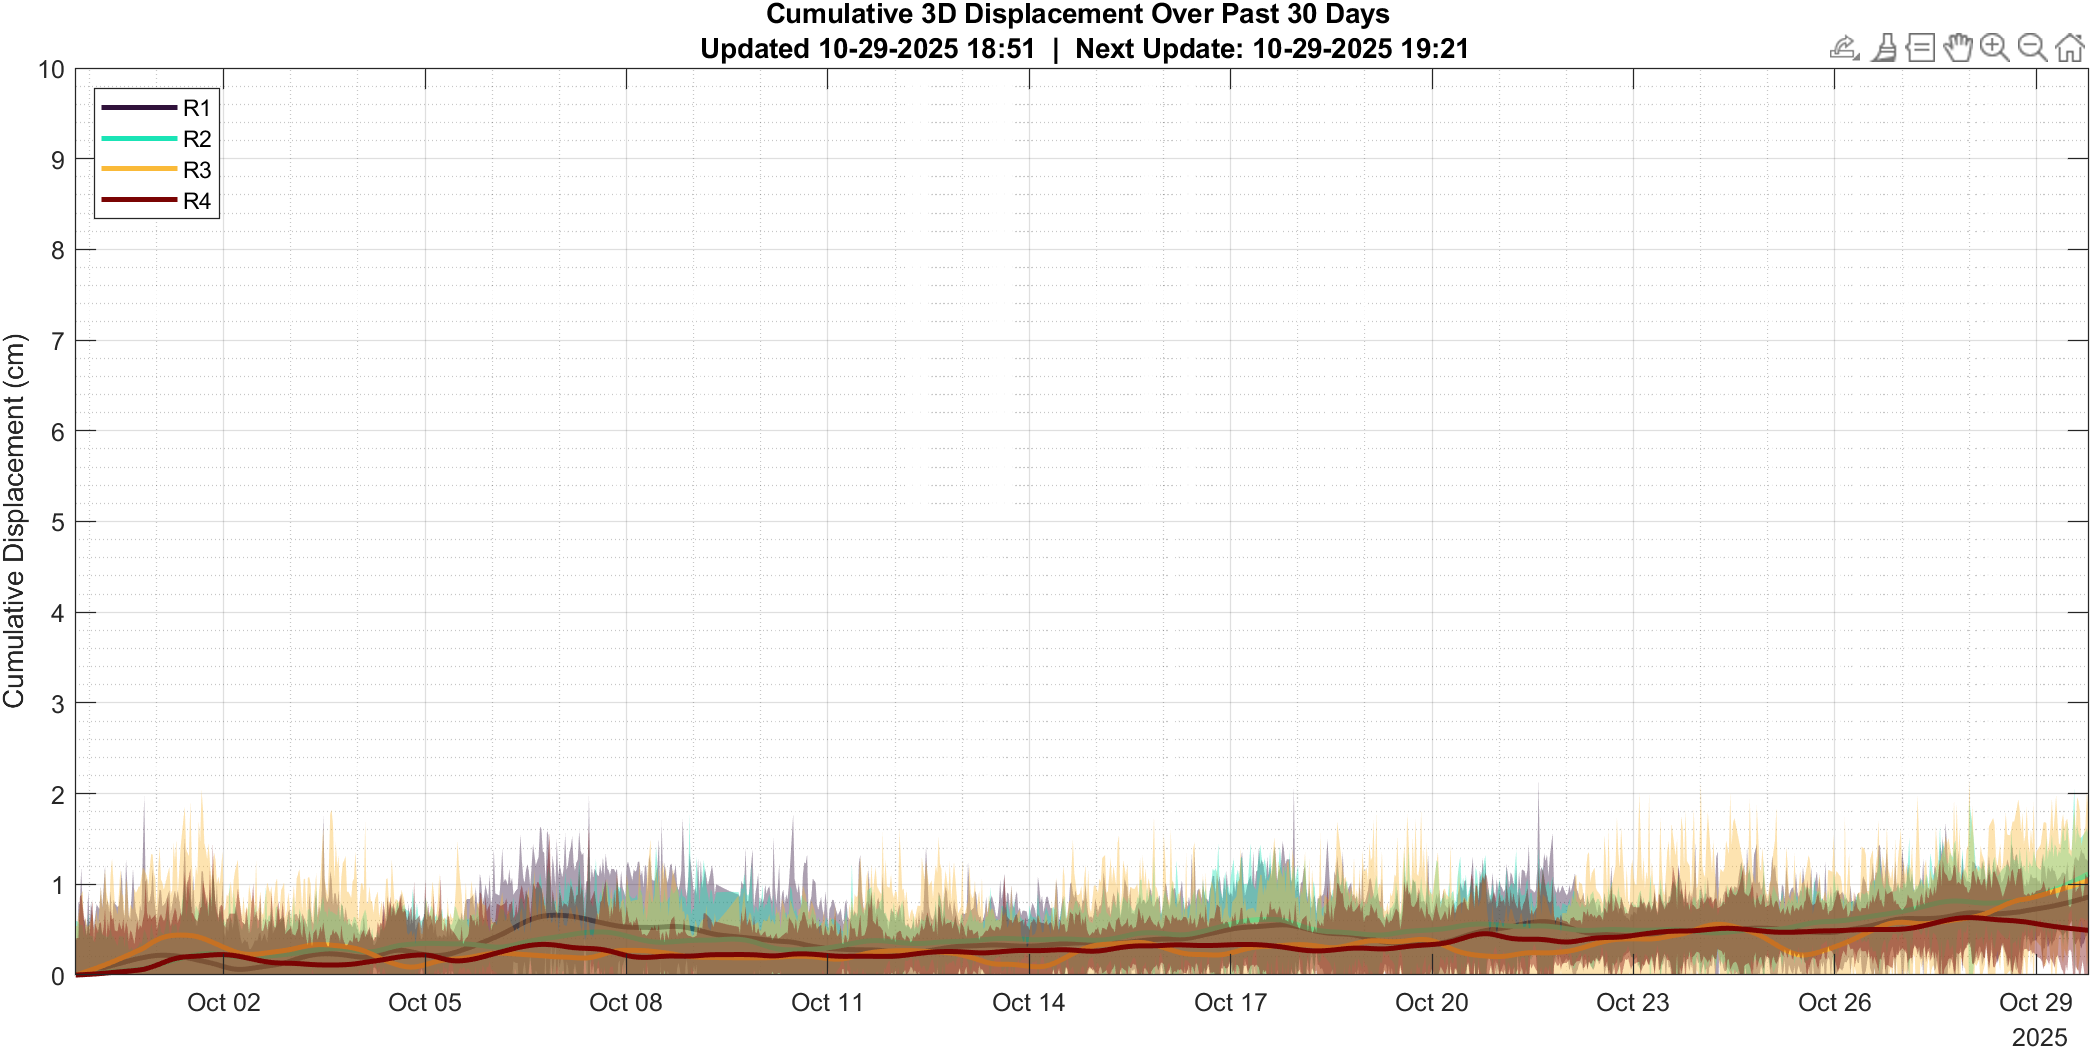 Cumulative 3D Displacement Over Past 30 Days
Updated 10-29-2025 18:51 | Next Update: 10-29-2025 19:21
R1
R2
R3
R4
Cumulative Displacement (cm)
10
9
8
7
6
5
4
3
2
1
0
Oct 02
Oct 05
Oct 08
Oct 11
Oct 14
Oct 17
Oct 20
Oct 23
Oct 26
Oct 29
2025